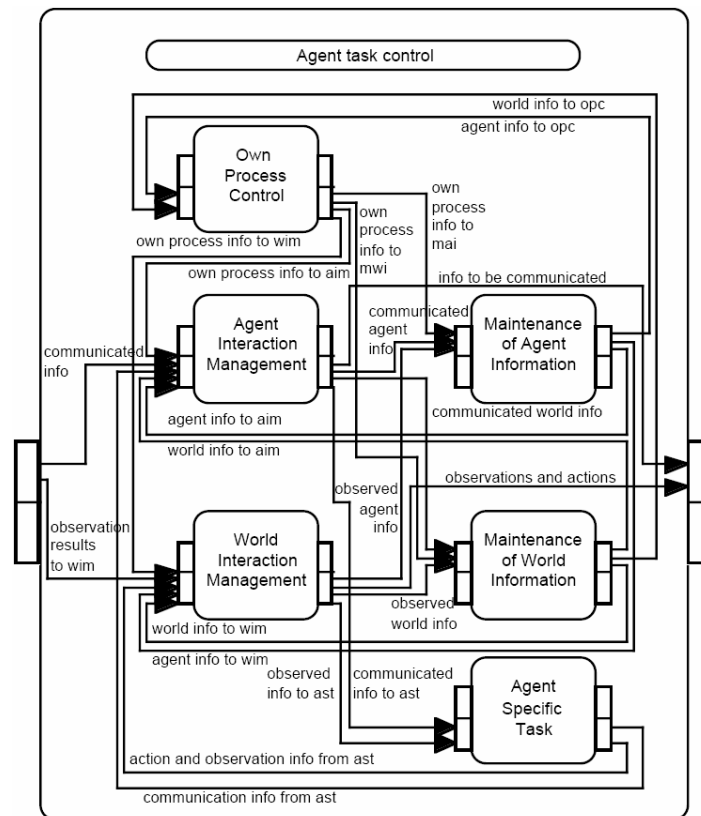 Agent task control
world info to opc
agent info to opc
Own
Process
Control
own
process
info to
mai
own
process
info to
mwi
own process info to wim
own process info to aim
info to be communicated
Agent
Interaction
Management
communicated
agent
info
Maintenance
of Agent
Information
communicated
info
agent info to aim
communicated world info
world info to aim
observed
agent
info
observations and actions
observation
results
to wim
World
Interaction
Management
Maintenance
of World
Information
observed
world info
world info to wim
agent info to wim
observed
info to ast
communicated
info to ast
Agent
Specific
Task
action and observation info from ast
communication info from ast